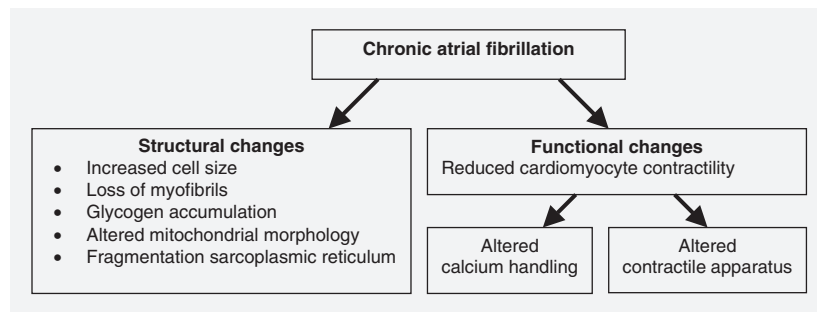 Chronic atrial fibrillation
Structural changes
• Increased cell size
• Loss of myofibrils
• Glycogen accumulation
• Altered mitochondrial morphology
• Fragmentation sarcoplasmic reticulum
Functional changes
Reduced cardiomyocyte contractility
Altered
calcium handling
Altered
contractile apparatus